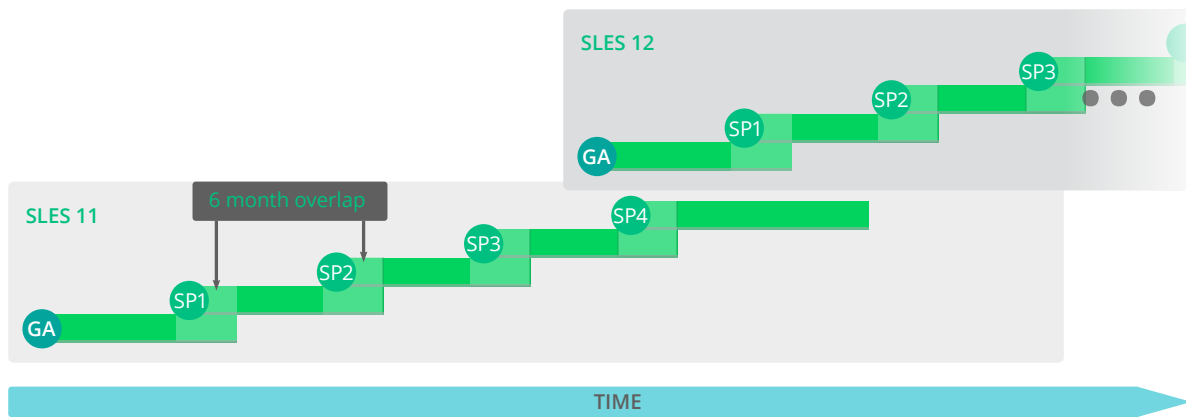 SLES 12
SP3
SP2
SP1
GA
6 month overlap
SLES 11
SP4
SP3
SP2
SP1
GA
TIME